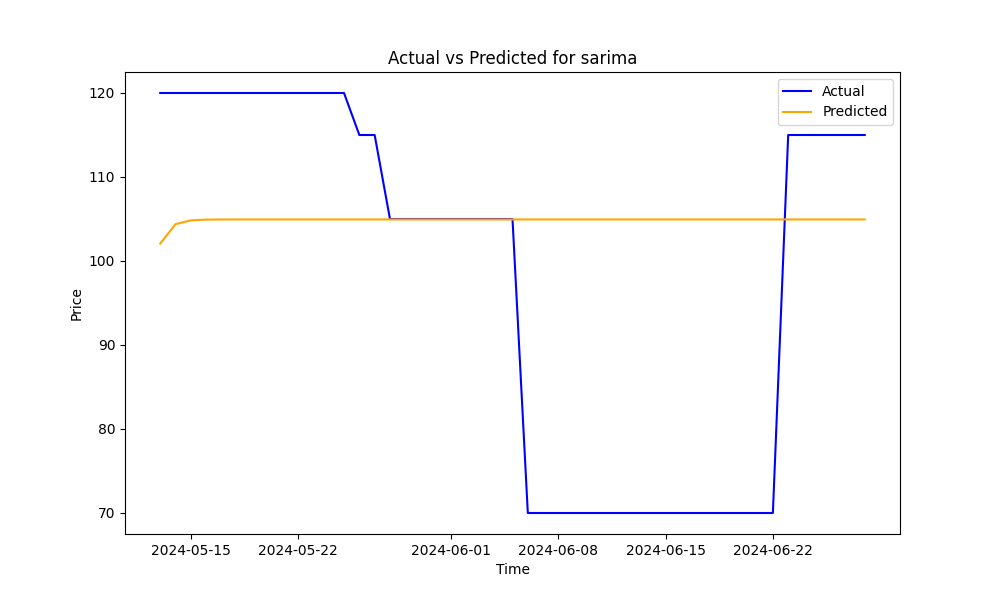 Actual vs Predicted for sarima
Actual
Predicted
120
110
100
90
80
70
Price
2024-05-15
2024-05-22
2024-06-01
2024-06-08
2024-06-15
2024-06-22
Time